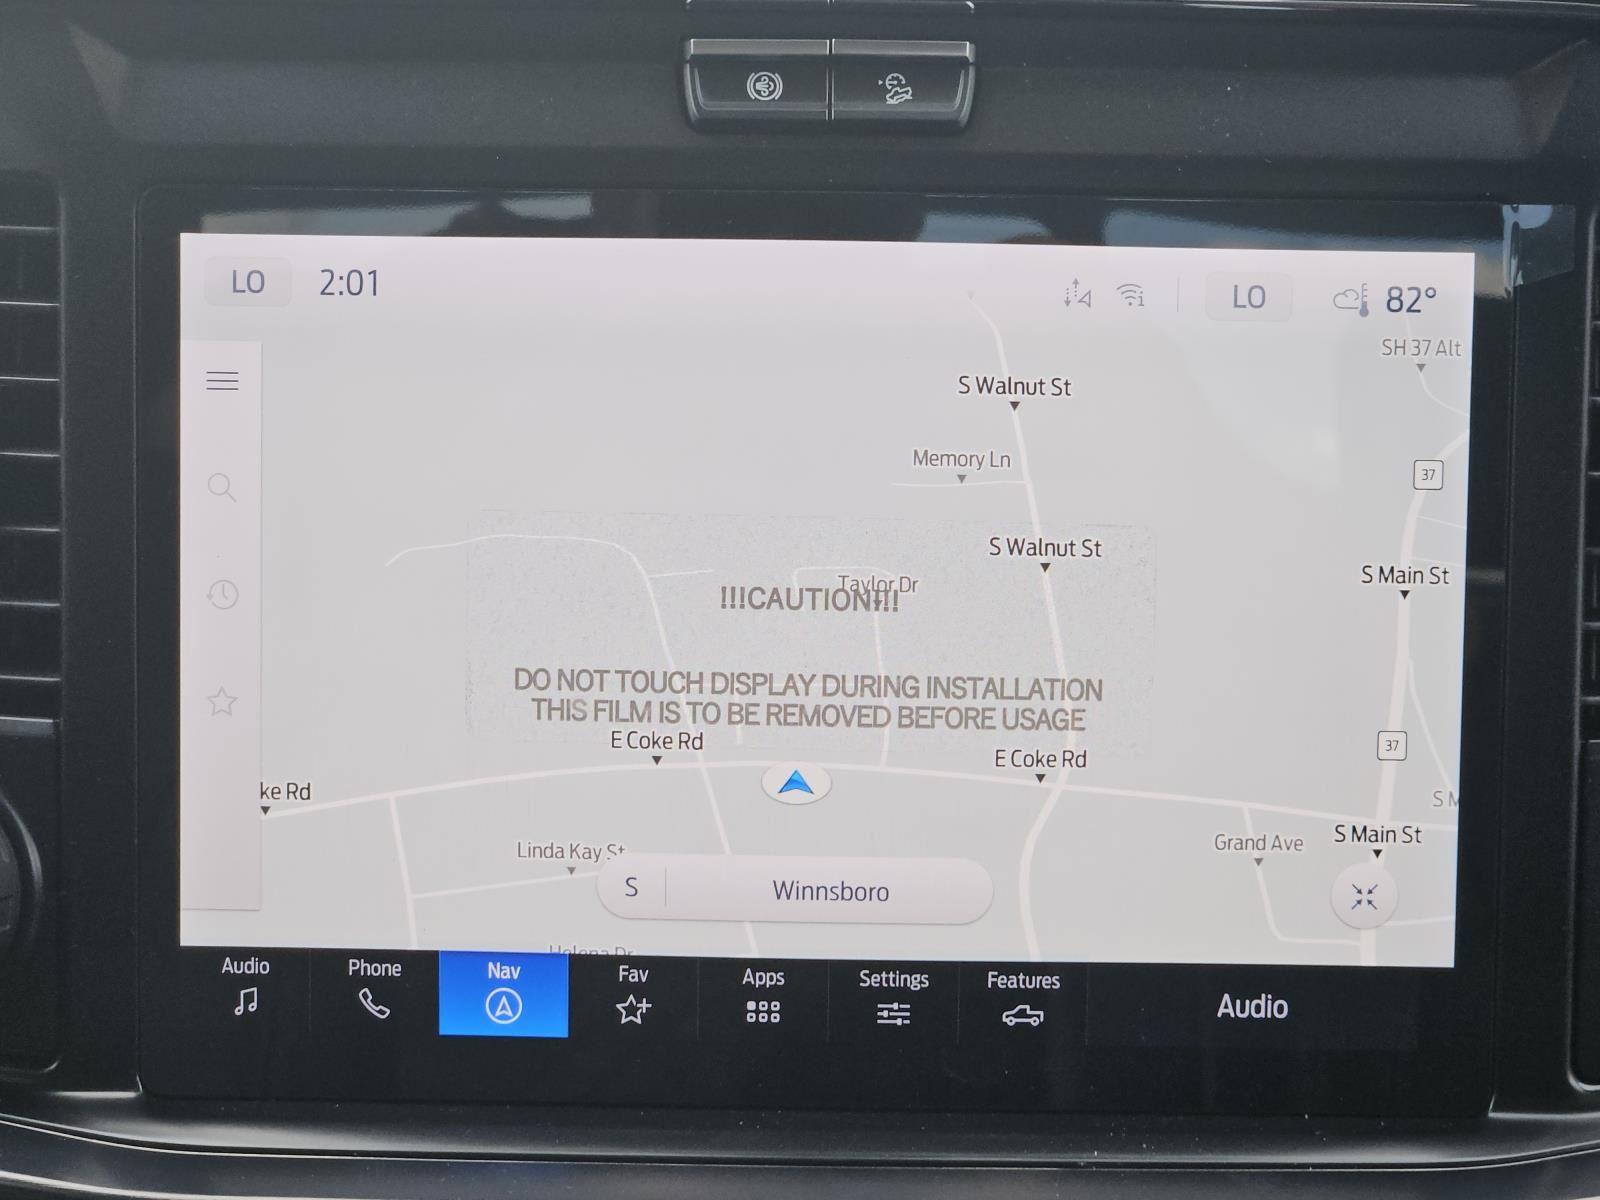 LO 2:01 LO 82°
SH 37 Alt
S Walnut St
Memory Ln
37
S Walnut St
S Main St
Taylor Dr
!!!CAUTION!!!
DO NOT TOUCH DISPLAY DURING INSTALLATION
THIS FILM IS TO BE REMOVED BEFORE USAGE
E Coke Rd
37
E Coke Rd
ke Rd
S M
S Main St
Grand Ave
Linda Kay St
S Winnsboro
Helena Dr
Audio Phone Nav Fav Apps Settings Features Audio